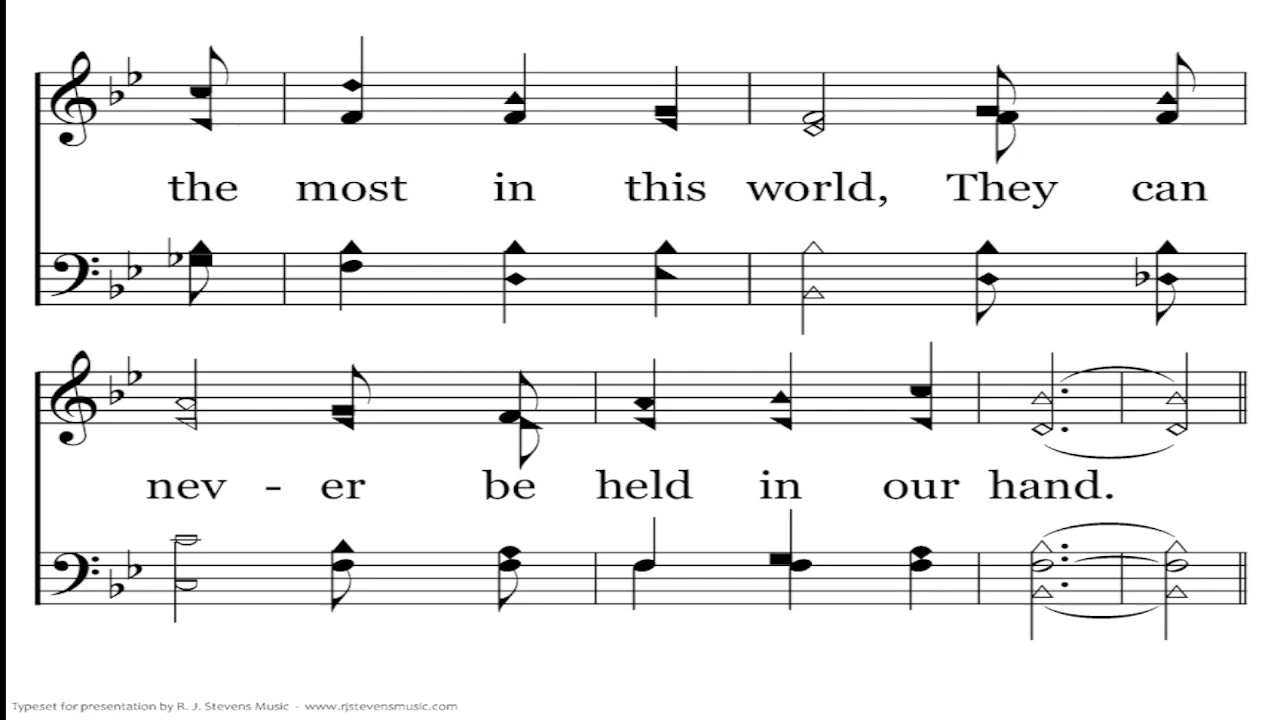 the most in this world, They can
nev - er be held in our hand.
Typeset for presentation by R. J. Stevens Music - www.rjstevensmusic.com